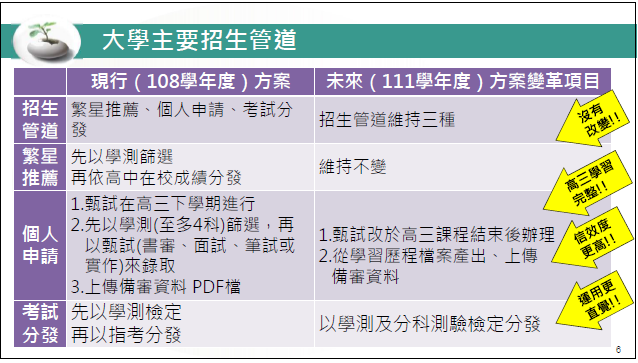 大學主要招生管道
現行（108學年度）方案
未來（111學年度）方案變革項目
招生
管道
繁星推薦、個人申請、考試分
發
招生管道維持三種
沒有
改變!!
繁星
推薦
先以學測篩選
再依高中在校成績分發
維持不變
高三學習
完整!!
個人
申請
1.甄試在高三下學期進行
2.先以學測(至多4科)篩選，再
以甄試(書審、面試、筆試或
實作)來錄取
3.上傳備審資料 PDF檔
1.甄試改於高三課程結束後辦理
2.從學習歷程檔案產出、上傳
備審資料
信效度
更高!!
考試
分發
先以學測檢定
再以指考分發
以學測及分科測驗檢定分發
運用更
直覺!!
6